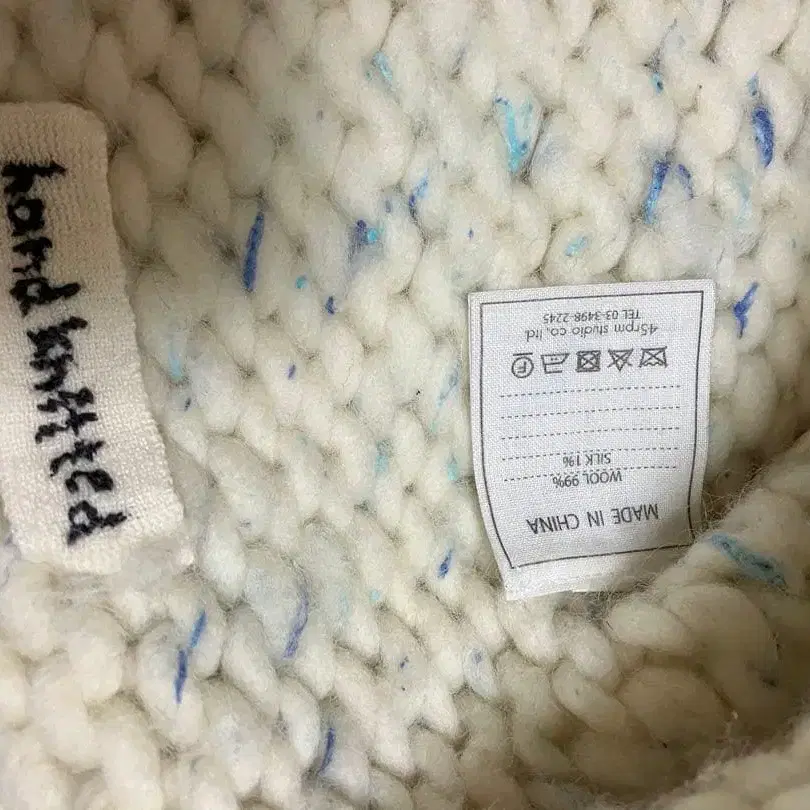 hand knitted
MADE IN CHINA
WOOL 99%
SILK 1%
F
45rpm studio co., ltd.
TEL 03-3498-2245